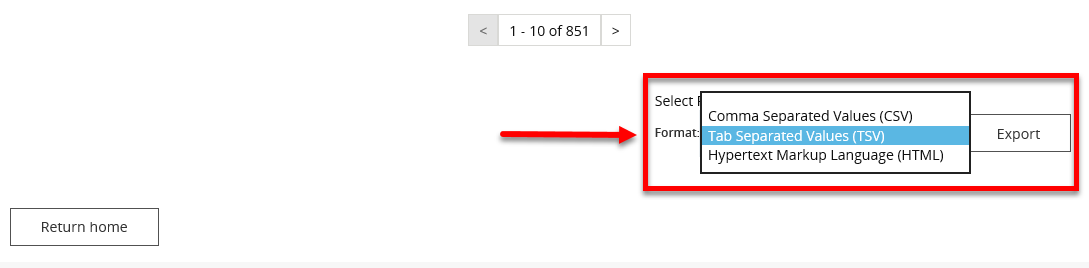 < 1 - 10 of 851 >
Select
Comma Separated Values (CSV)
Format: Tab Separated Values (TSV) Export
Hypertext Markup Language (HTML)
Return home